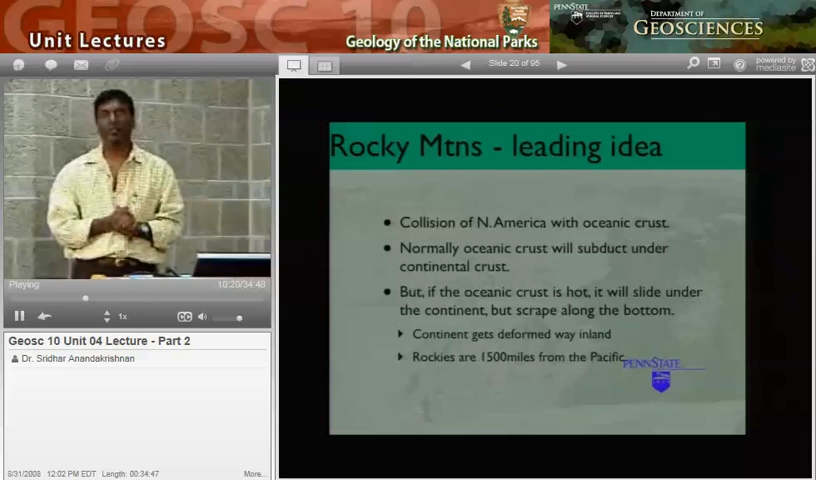 GEOSC 10
Unit Lectures
Geology of the National Parks
PENNSTATE
DEPARTMENT OF
GEOSCIENCES
Slide 20 of 95
powered by
mediasite
Rocky Mtns - leading idea
Collision of N. America with oceanic crust.
Normally oceanic crust will subduct under
continental crust.
But, if the oceanic crust is hot, it will slide under
the continent, but scrape along the bottom.
Continent gets deformed way inland
Rockies are 1500miles from the Pacific
PENNSTATE
Playing
10:20/34:48
1x
CC
Geosc 10 Unit 04 Lecture - Part 2
Dr. Sridhar Anandakrishnan
8/31/2008 12:02 PM EDT Length: 00:34:47
More...